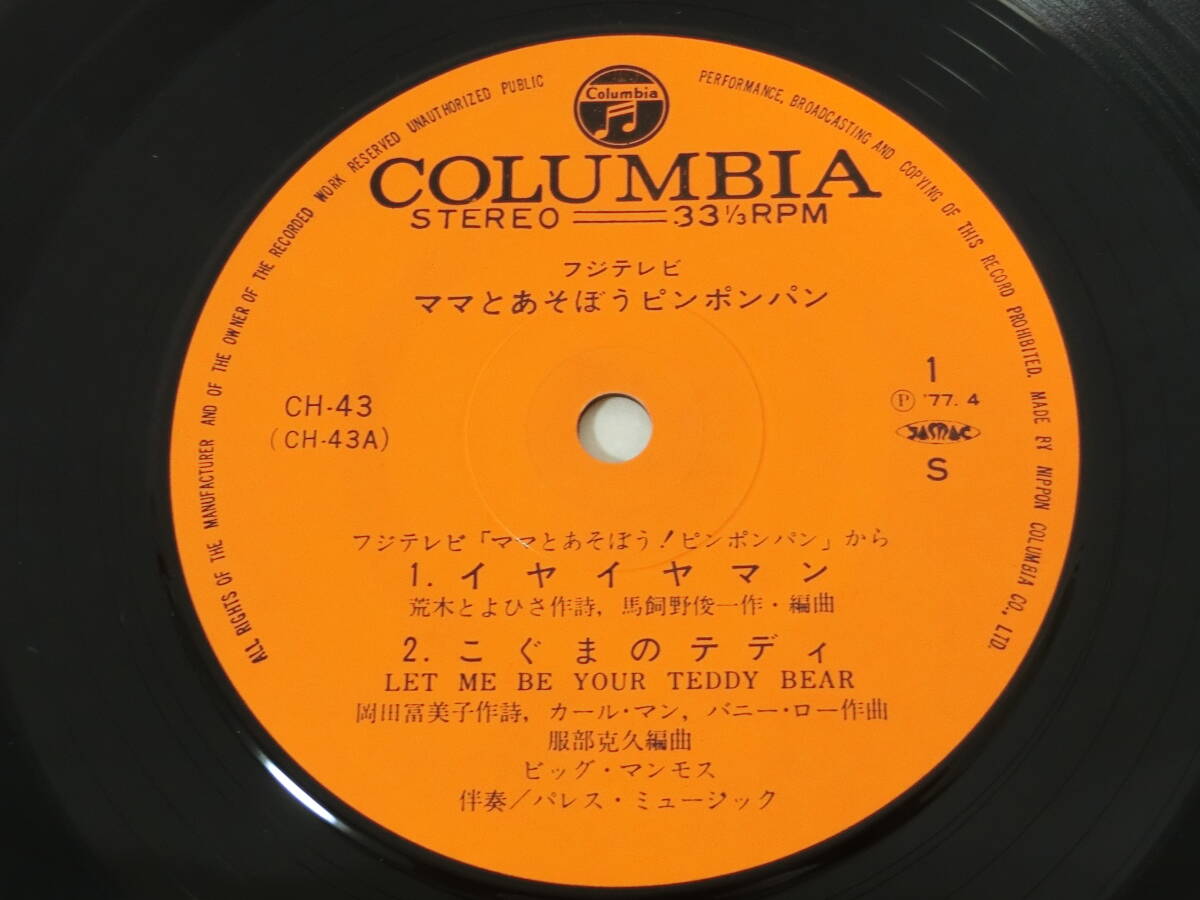 Columbia
COLUMBIA
STEREO 33⅓RPM
フジテレビ
ママとあそぼうピンポンパン
CH-43
(CH-43A)
1
Ⓟ '77. 4
JASRAC
S
フジテレビ「ママとあそぼう!ピンポンパン」から
1. イヤイヤマン
荒木とよひさ作詩, 馬飼野俊一作・編曲
2. こぐまのテディ
LET ME BE YOUR TEDDY BEAR
岡田冨美子作詩, カール・マン, バニー・ロー作曲
服部克久編曲
ビッグ・マンモス
伴奏/パレス・ミュージック
ALL RIGHTS OF THE MANUFACTURER AND OF THE OWNER OF THE RECORDED WORK RESERVED UNAUTHORIZED PUBLIC PERFORMANCE, BROADCASTING AND COPYING OF THIS RECORD PROHIBITED. MADE BY NIPPON COLUMBIA CO., LTD.